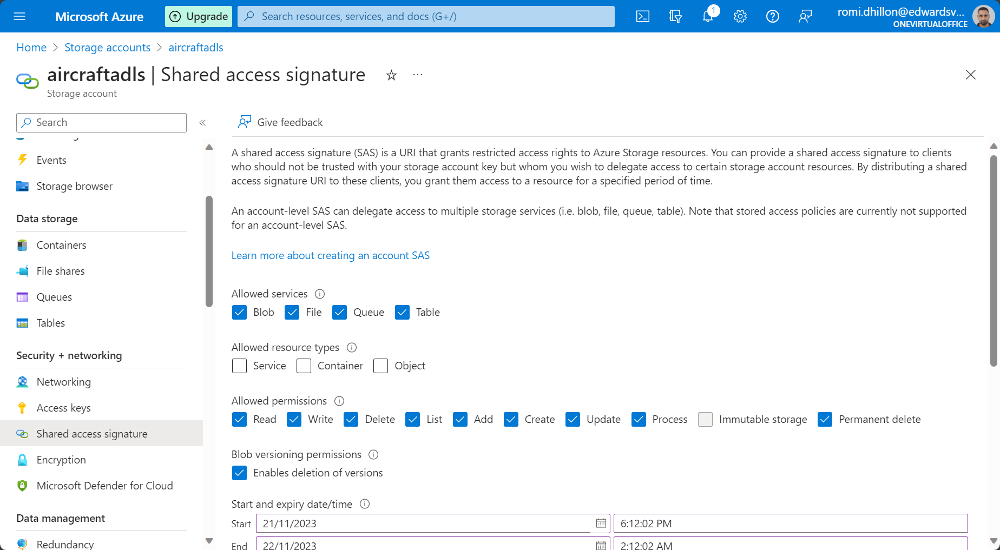 Microsoft Azure
Upgrade
Search resources, services, and docs (G+/)
1
romi.dhillon@edwardsv...
ONEVIRTUALOFFICE
Home > Storage accounts > aircraftadls
aircraftadls | Shared access signature
Storage account
Search
«
Events
Storage browser
Data storage
Containers
File shares
Queues
Tables
Security + networking
Networking
Access keys
Shared access signature
Encryption
Microsoft Defender for Cloud
Data management
Redundancy
Give feedback
A shared access signature (SAS) is a URI that grants restricted access rights to Azure Storage resources. You can provide a shared access signature to clients
who should not be trusted with your storage account key but whom you wish to delegate access to certain storage account resources. By distributing a shared
access signature URI to these clients, you grant them access to a resource for a specified period of time.
An account-level SAS can delegate access to multiple storage services (i.e. blob, file, queue, table). Note that stored access policies are currently not supported
for an account-level SAS.
Learn more about creating an account SAS
Allowed services
Blob File Queue Table
Allowed resource types
Service Container Object
Allowed permissions
Read Write Delete List Add Create Update Process Immutable storage Permanent delete
Blob versioning permissions
Enables deletion of versions
Start and expiry date/time
Start 21/11/2023 6:12:02 PM
End 22/11/2023 2:12:02 AM